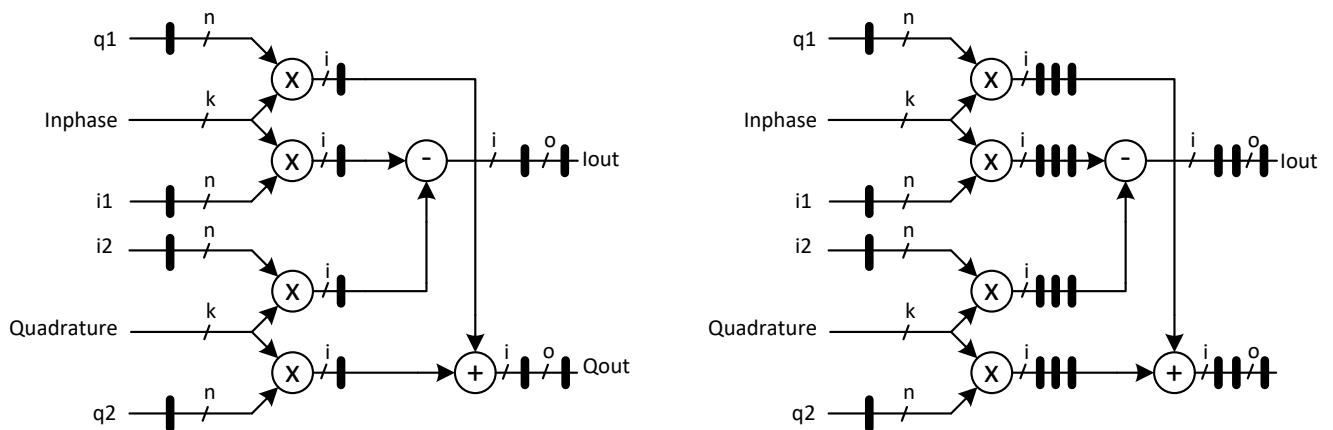 q1
n
Inphase
k
i1
n
i2
n
Quadrature
k
q2
n
X
i
X
i
X
i
X
i
-
i
o
Iout
+
i
o
Qout
q1
n
Inphase
k
i1
n
i2
n
Quadrature
k
q2
n
X
i
X
i
X
i
X
i
-
i
o
Iout
+
i
o